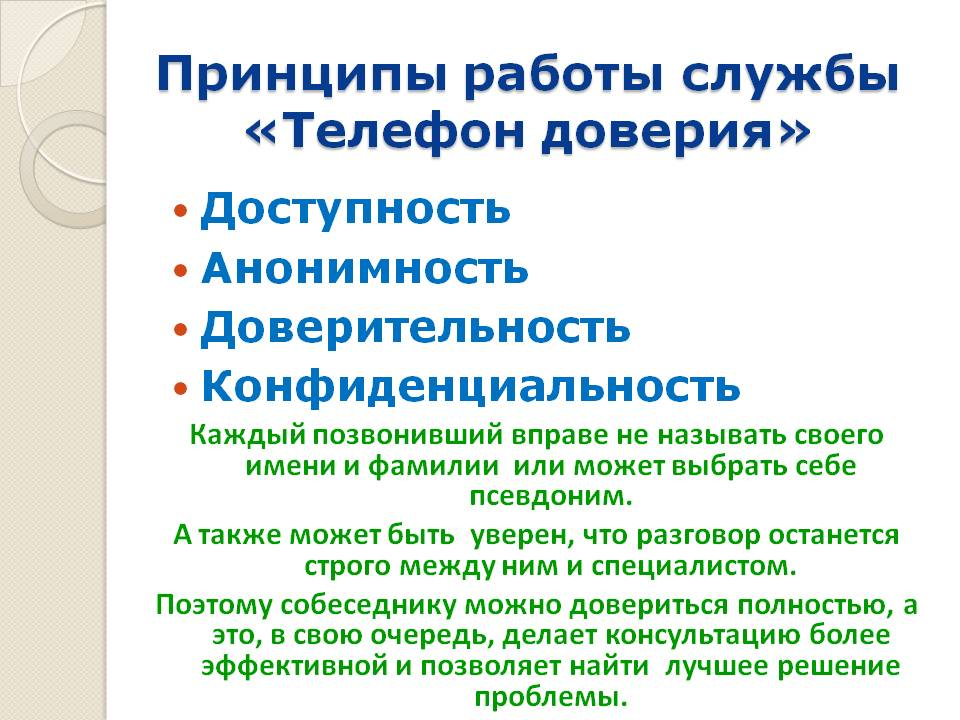 Принципы работы службы
«Телефон доверия»
• Доступность
• Анонимность
• Доверительность
• Конфиденциальность
Каждый позвонивший вправе не называть своего
имени и фамилии или может выбрать себе
псевдоним.
А также может быть уверен, что разговор останется
строго между ним и специалистом.
Поэтому собеседнику можно довериться полностью, а
это, в свою очередь, делает консультацию более
эффективной и позволяет найти лучшее решение
проблемы.